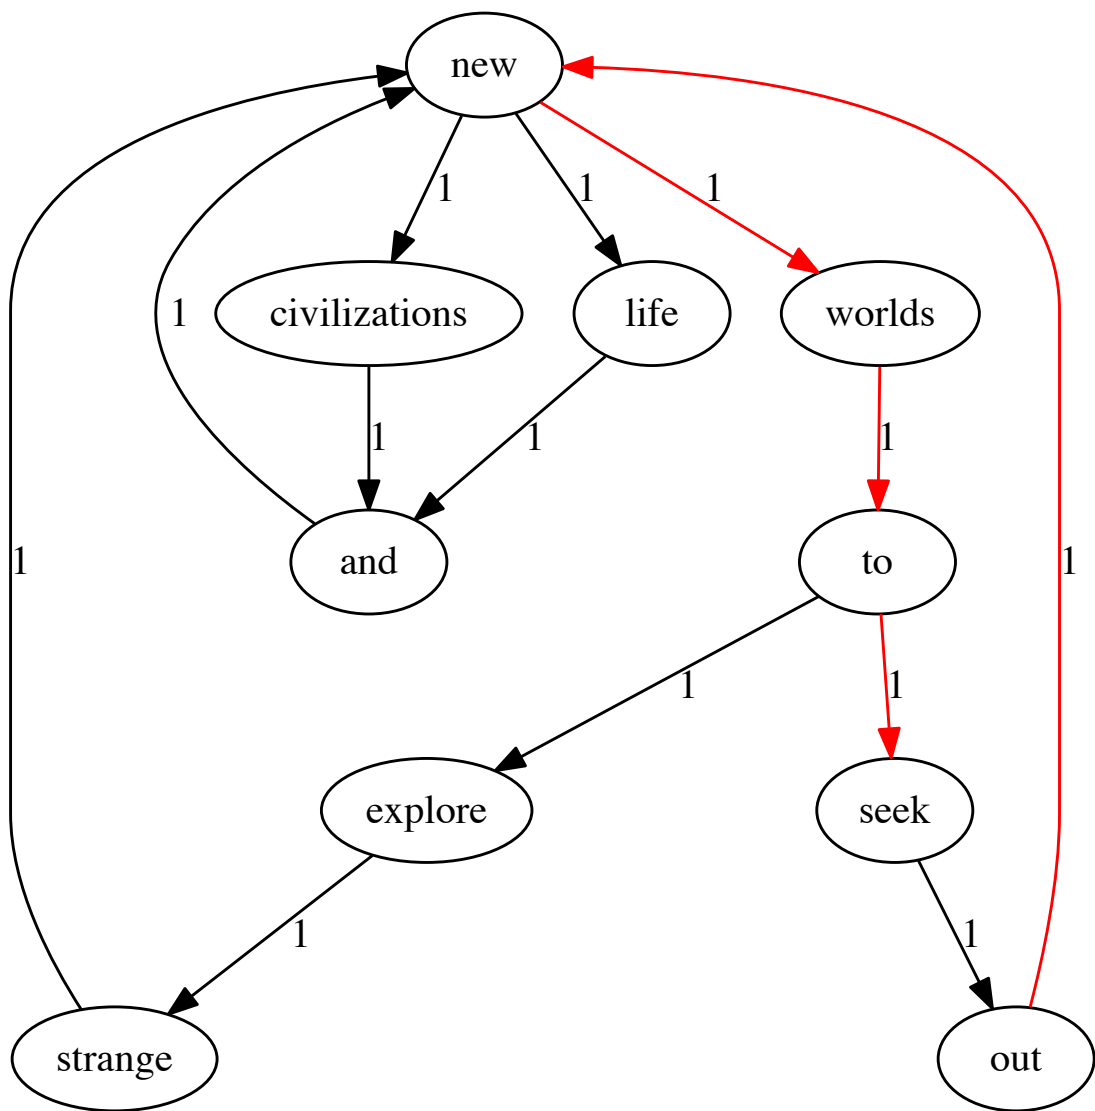 new
1 1 1
1 civilizations life worlds
1 1 1
1 and to 1
1 1
explore seek
1 1
strange out